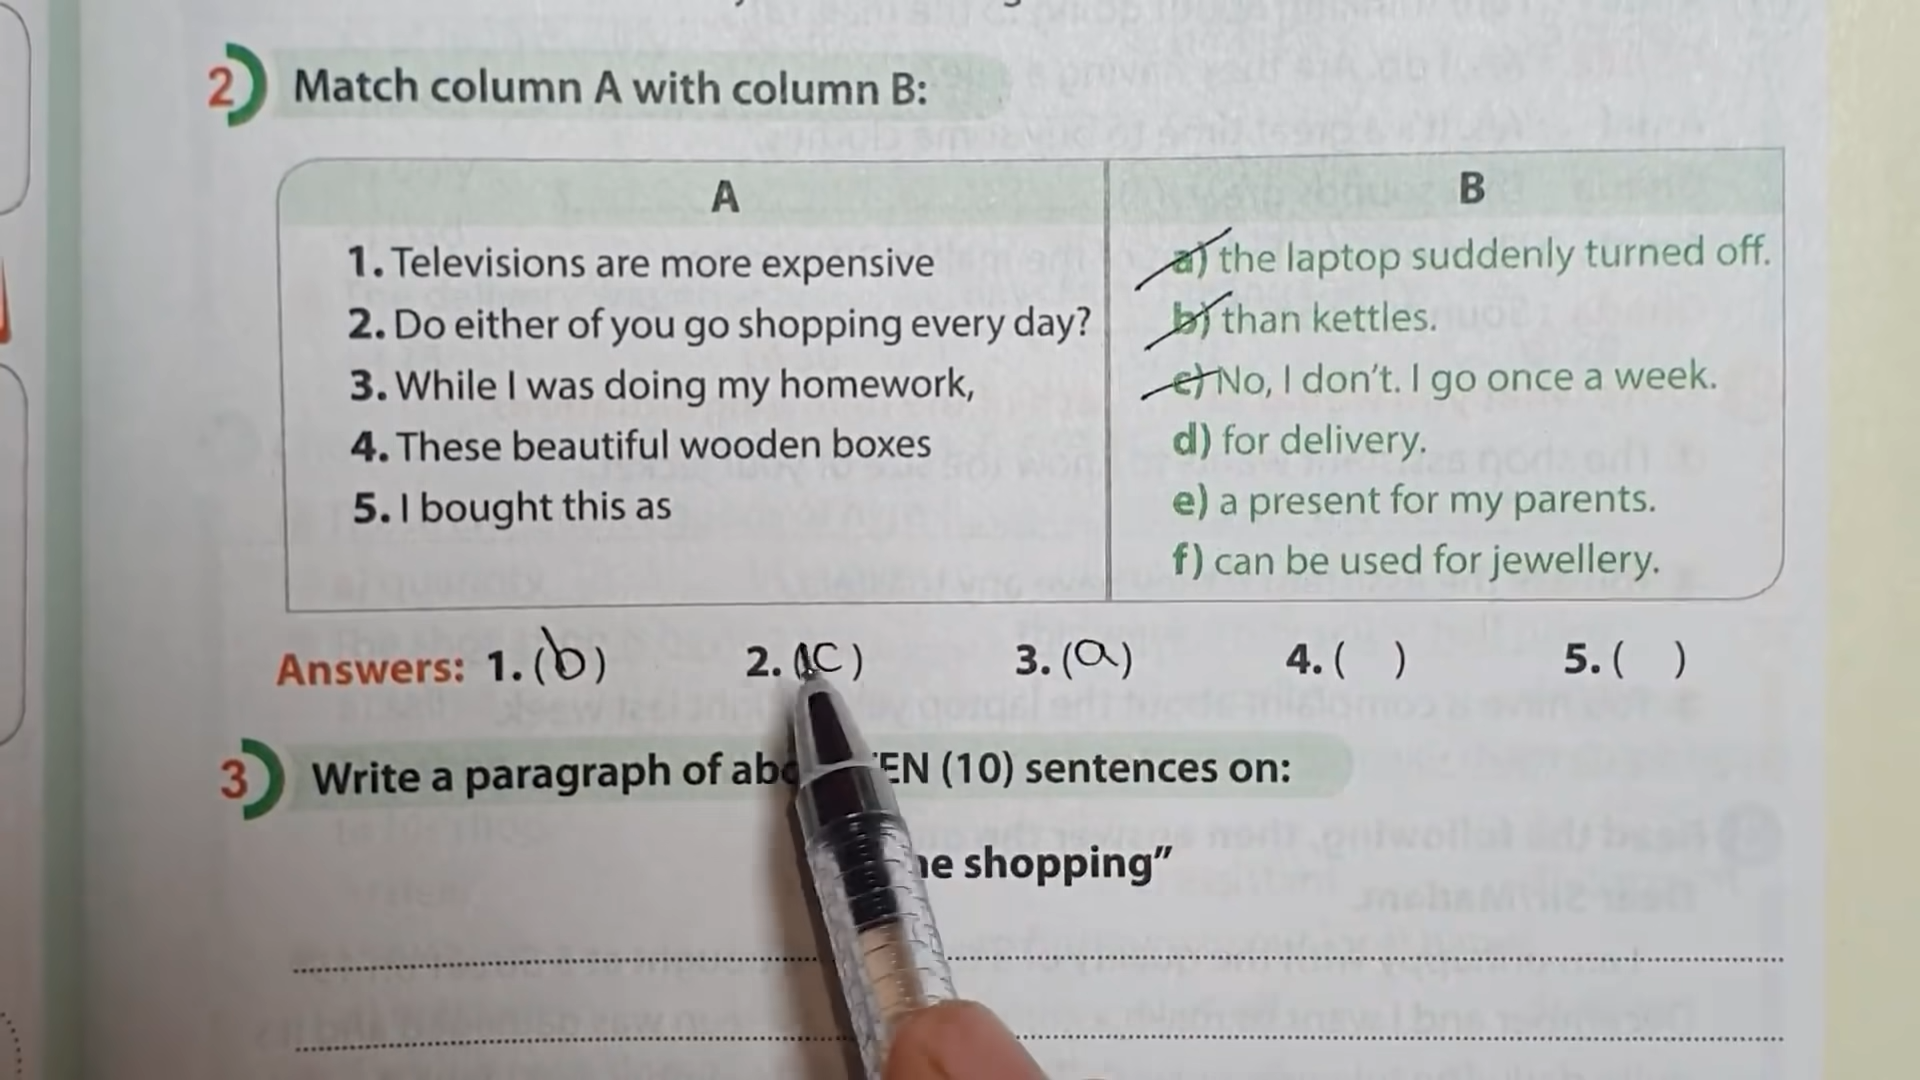 2 Match column A with column B:
A B
1. Televisions are more expensive
2. Do either of you go shopping every day?
3. While I was doing my homework,
4. These beautiful wooden boxes
5. I bought this as
a) the laptop suddenly turned off.
b) than kettles.
c) No, I don't. I go once a week.
d) for delivery.
e) a present for my parents.
f) can be used for jewellery.
Answers: 1. (b) 2. (c) 3. (a) 4. ( ) 5. ( )
3 Write a paragraph of (10) sentences on:
shopping"